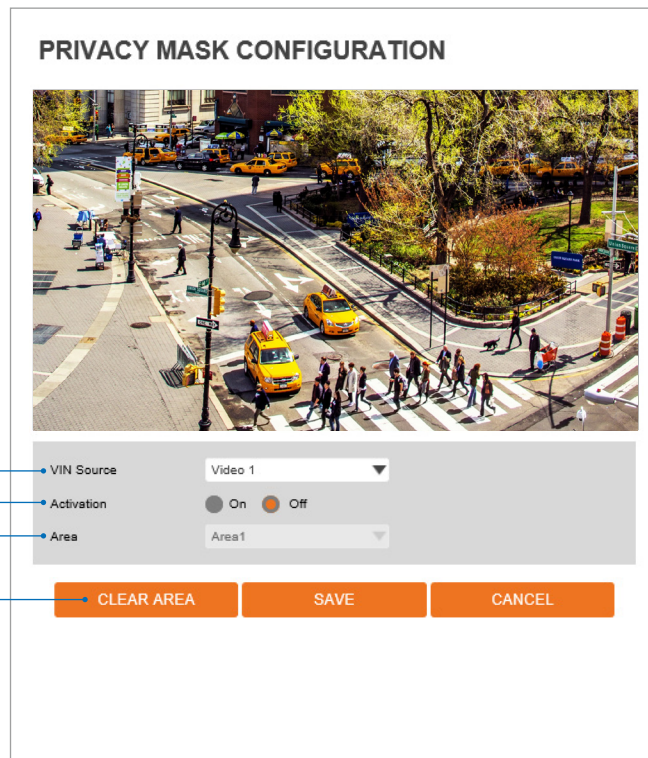 PRIVACY MASK CONFIGURATION
VIN Source Video 1
Activation On Off
Area Area1
CLEAR AREA SAVE CANCEL